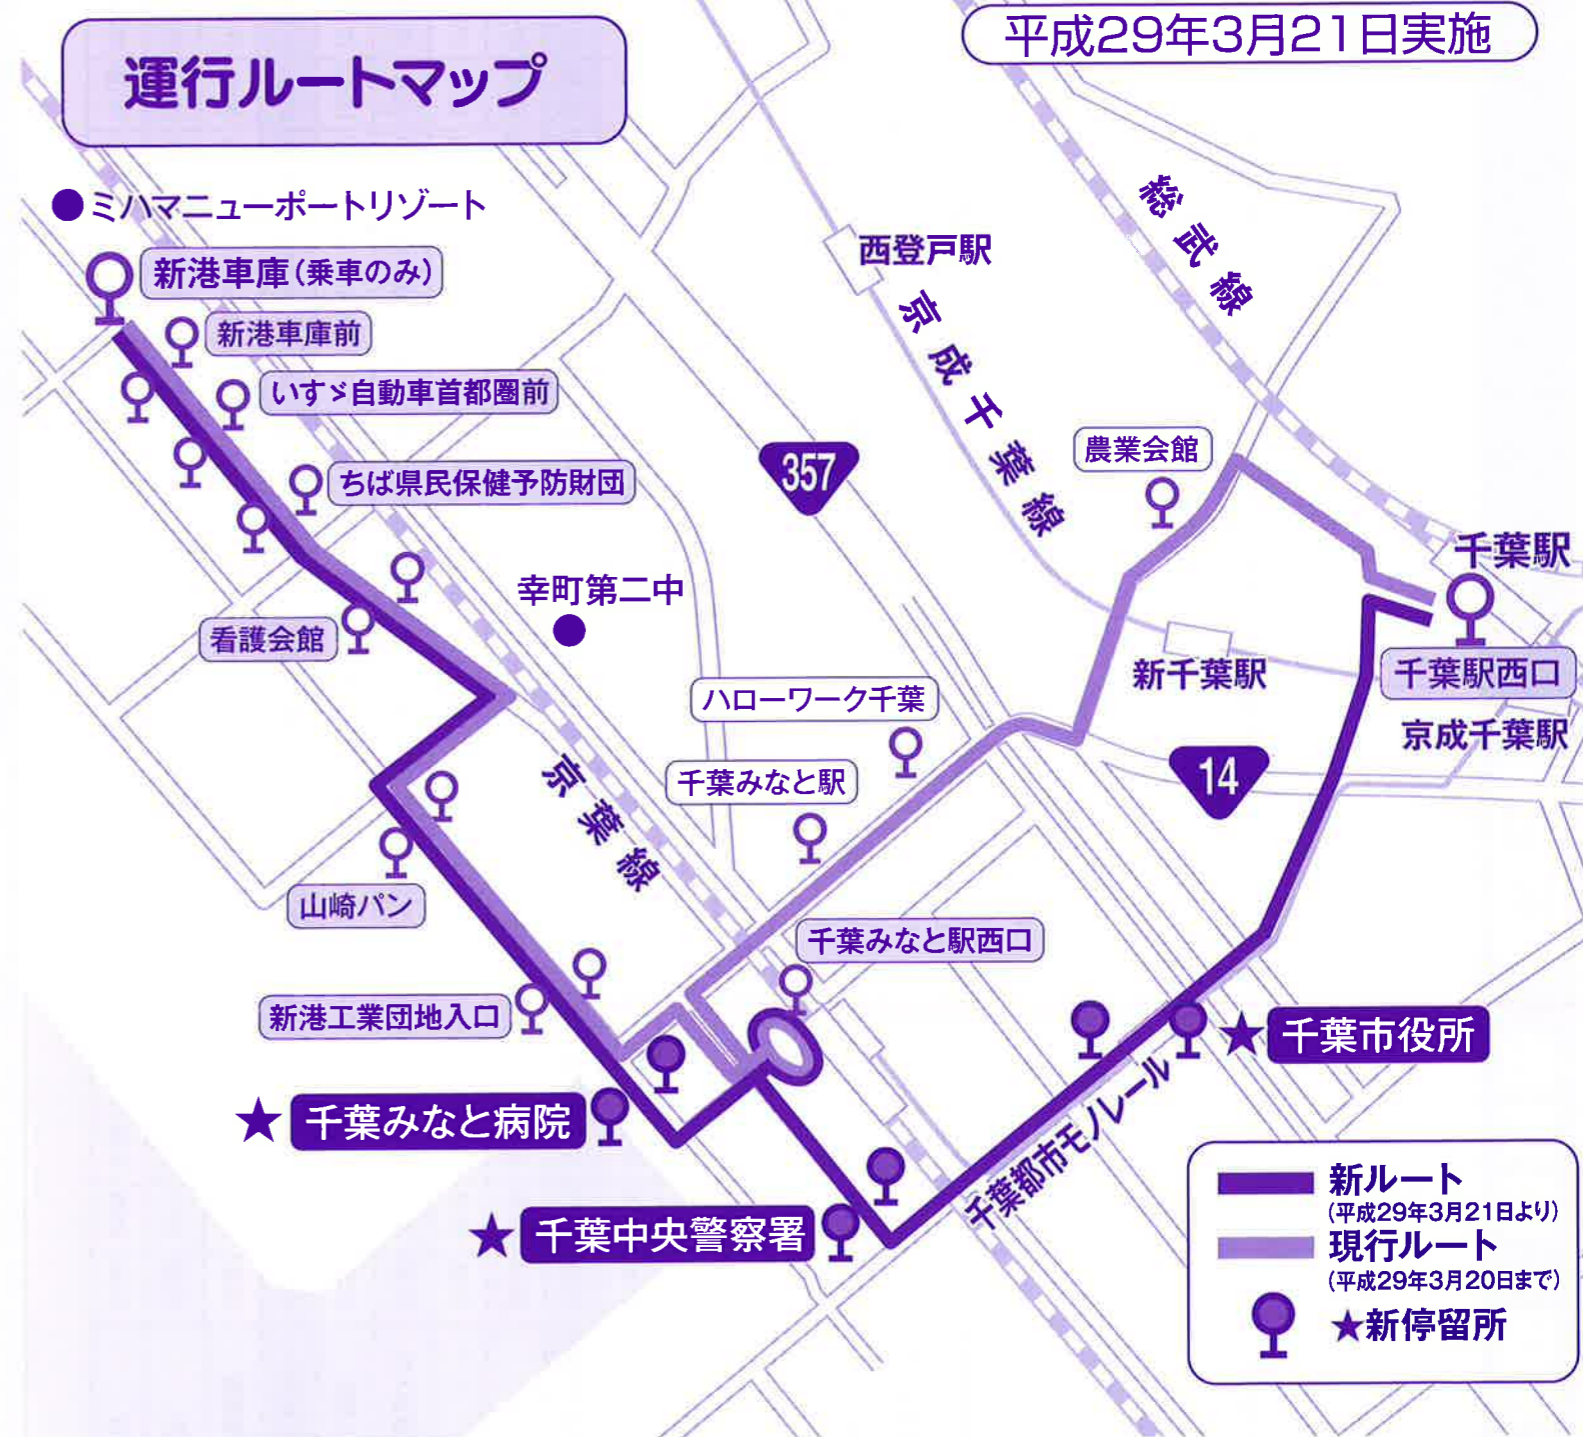 運行ルートマップ
平成29年3月21日実施
ミハマニューポートリゾート
新港車庫(乗車のみ)
新港車庫前
いすゞ自動車首都圏前
ちば県民保健予防財団
看護会館
幸町第二中
山崎パン
新港工業団地入口
★ 千葉みなと病院
★ 千葉中央警察署
京葉線
357
西登戸駅
京成千葉線
総武線
農業会館
ハローワーク千葉
千葉みなと駅
千葉みなと駅西口
新千葉駅
14
千葉駅
千葉駅西口
京成千葉駅
★ 千葉市役所
千葉都市モノレール
新ルート
(平成29年3月21日より)
現行ルート
(平成29年3月20日まで)
★新停留所